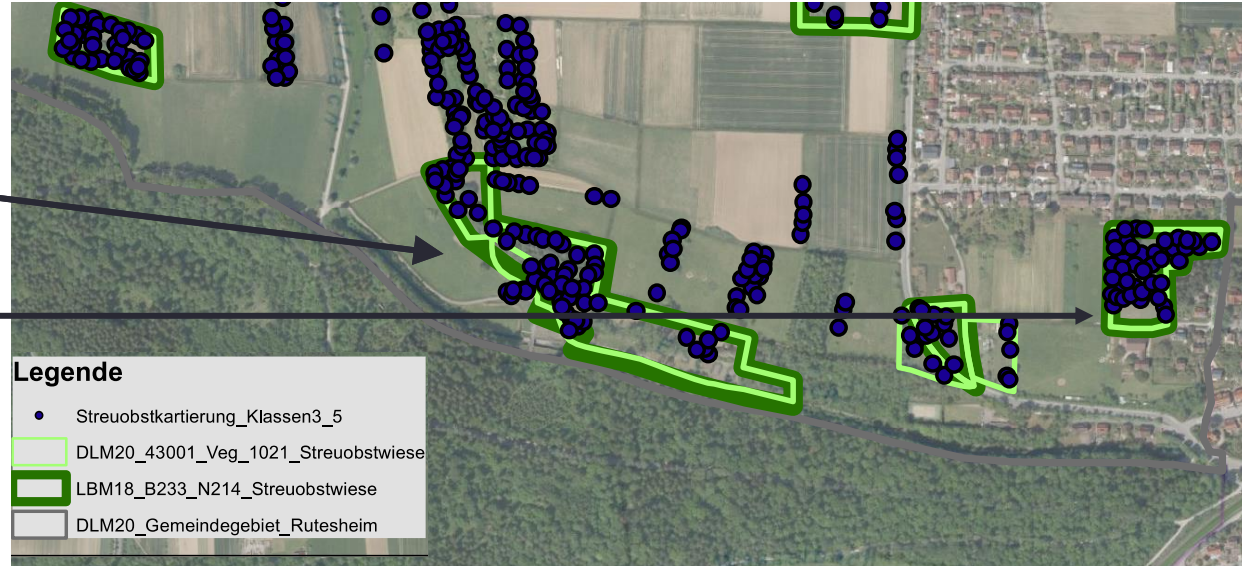 Legende
Streuobstkartierung_Klassen3_5
DLM20_43001_Veg_1021_Streuobstwiese
LBM18_B233_N214_Streuobstwiese
DLM20_Gemeindegebiet_Rutesheim